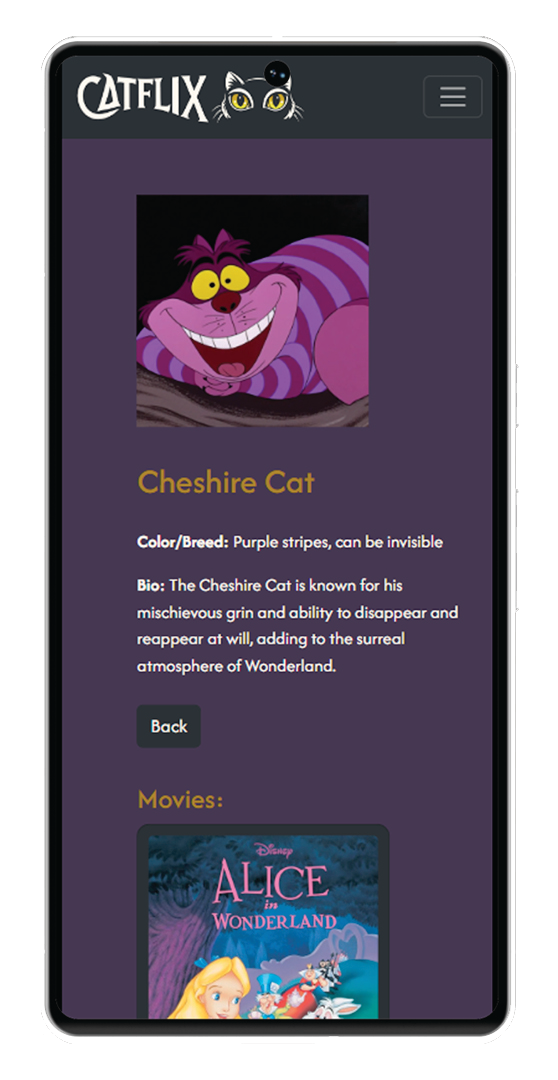 CATFLIX
Cheshire Cat
Color/Breed: Purple stripes, can be invisible
Bio: The Cheshire Cat is known for his
mischievous grin and ability to disappear and
reappear at will, adding to the surreal
atmosphere of Wonderland.
Back
Movies:
Disney
ALICE
in
WONDERLAND